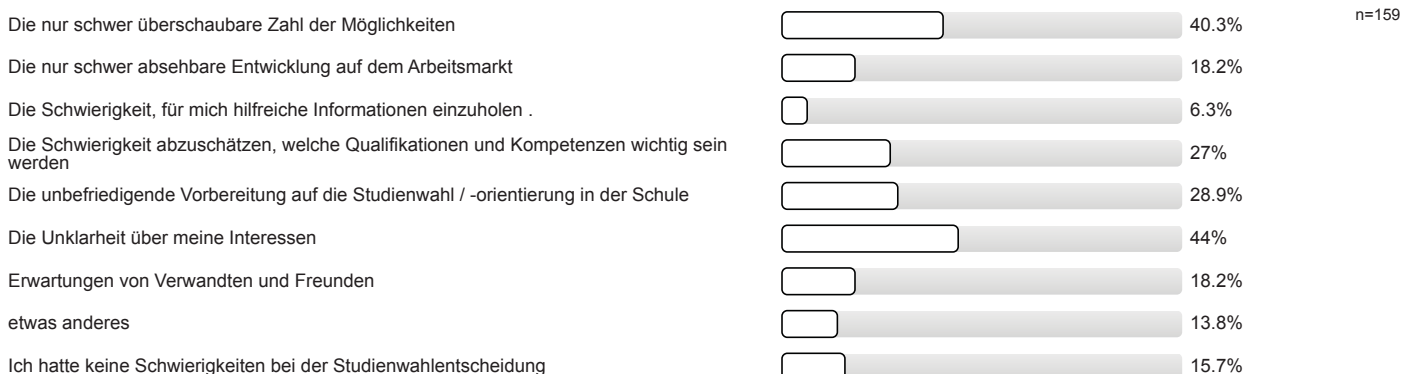 Die nur schwer überschaubare Zahl der Möglichkeiten 40.3% n=159
Die nur schwer absehbare Entwicklung auf dem Arbeitsmarkt 18.2%
Die Schwierigkeit, für mich hilfreiche Informationen einzuholen . 6.3%
Die Schwierigkeit abzuschätzen, welche Qualifikationen und Kompetenzen wichtig sein
werden 27%
Die unbefriedigende Vorbereitung auf die Studienwahl / -orientierung in der Schule 28.9%
Die Unklarheit über meine Interessen 44%
Erwartungen von Verwandten und Freunden 18.2%
etwas anderes 13.8%
Ich hatte keine Schwierigkeiten bei der Studienwahlentscheidung 15.7%